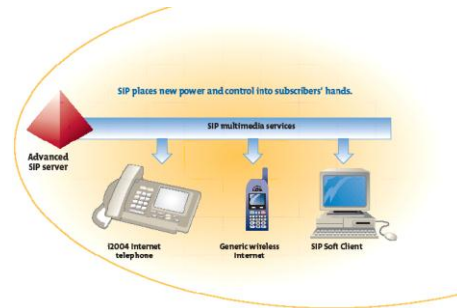 SIP places new power and control into subscribers' hands.
SIP multimedia services
Advanced
SIP server
i2004 Internet
telephone
Generic wireless
Internet
SIP Soft Client